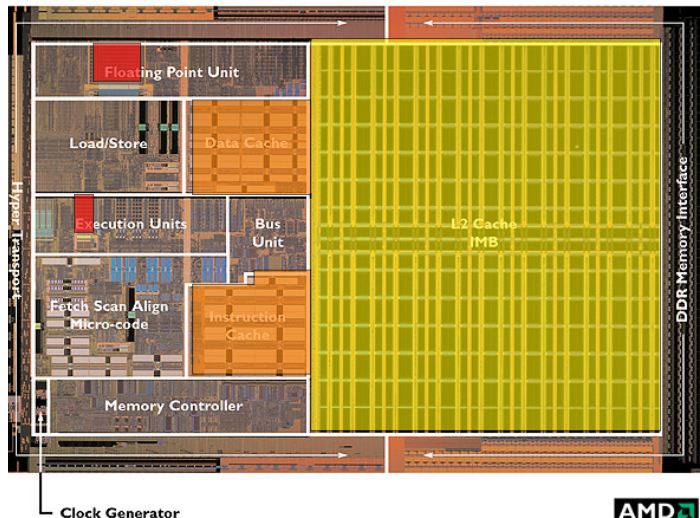 Floating Point Unit
Load/Store
Data Cache
Hyper Transport
Execution Units
Bus
Unit
L2 Cache
IMB
DDR Memory Interface
Fetch Scan Align
Micro-code
Instruction
Cache
Memory Controller
Clock Generator
AMD